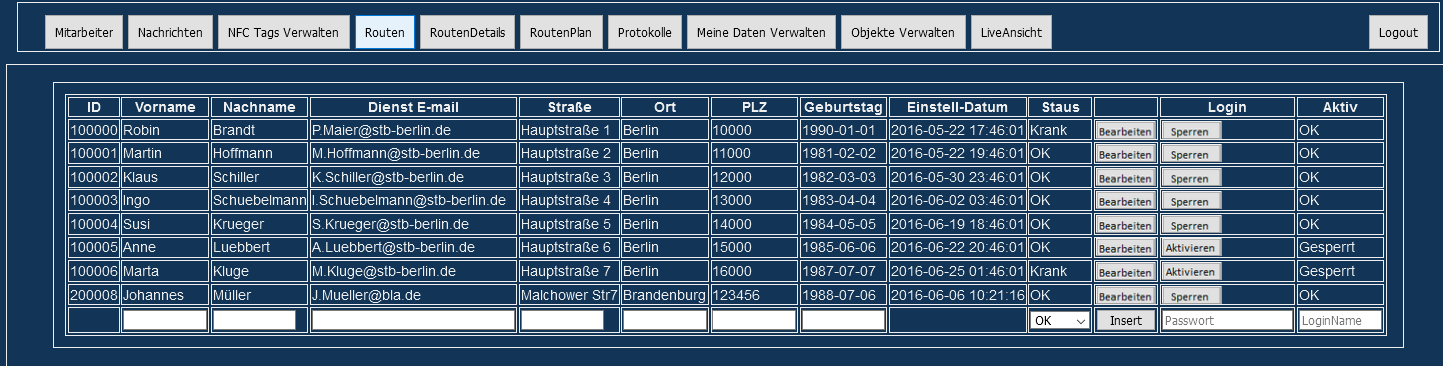 Mitarbeiter Nachrichten NFC Tags Verwalten Routen RoutenDetails RoutenPlan Protokolle Meine Daten Verwalten Objekte Verwalten LiveAnsicht Logout
ID Vorname Nachname Dienst E-mail Straße Ort PLZ Geburtstag Einstell-Datum Staus Login Aktiv
100000 Robin Brandt P.Maier@stb-berlin.de Hauptstraße 1 Berlin 10000 1990-01-01 2016-05-22 17:46:01 Krank Bearbeiten Sperren OK
100001 Martin Hoffmann M.Hoffmann@stb-berlin.de Hauptstraße 2 Berlin 11000 1981-02-02 2016-05-22 19:46:01 OK Bearbeiten Sperren OK
100002 Klaus Schiller K.Schiller@stb-berlin.de Hauptstraße 3 Berlin 12000 1982-03-03 2016-05-30 23:46:01 OK Bearbeiten Sperren OK
100003 Ingo Schuebelmann I.Schuebelmann@stb-berlin.de Hauptstraße 4 Berlin 13000 1983-04-04 2016-06-02 03:46:01 OK Bearbeiten Sperren OK
100004 Susi Krueger S.Krueger@stb-berlin.de Hauptstraße 5 Berlin 14000 1984-05-05 2016-06-19 18:46:01 OK Bearbeiten Sperren OK
100005 Anne Luebbert A.Luebbert@stb-berlin.de Hauptstraße 6 Berlin 15000 1985-06-06 2016-06-22 20:46:01 OK Bearbeiten Aktivieren Gesperrt
100006 Marta Kluge M.Kluge@stb-berlin.de Hauptstraße 7 Berlin 16000 1987-07-07 2016-06-25 01:46:01 Krank Bearbeiten Aktivieren Gesperrt
200008 Johannes Müller J.Mueller@bla.de Malchower Str7 Brandenburg 123456 1988-07-06 2016-06-06 10:21:16 OK Bearbeiten Sperren OK
OK Insert Passwort LoginName